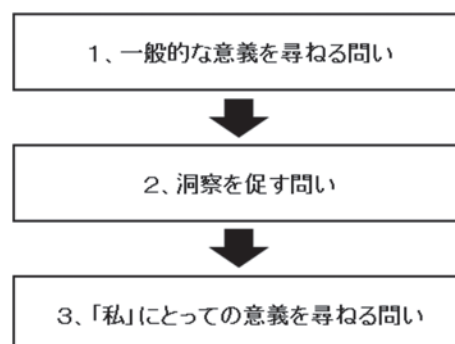 1、一般的な意義を尋ねる問い
2、洞察を促す問い
3、「私」にとっての意義を尋ねる問い